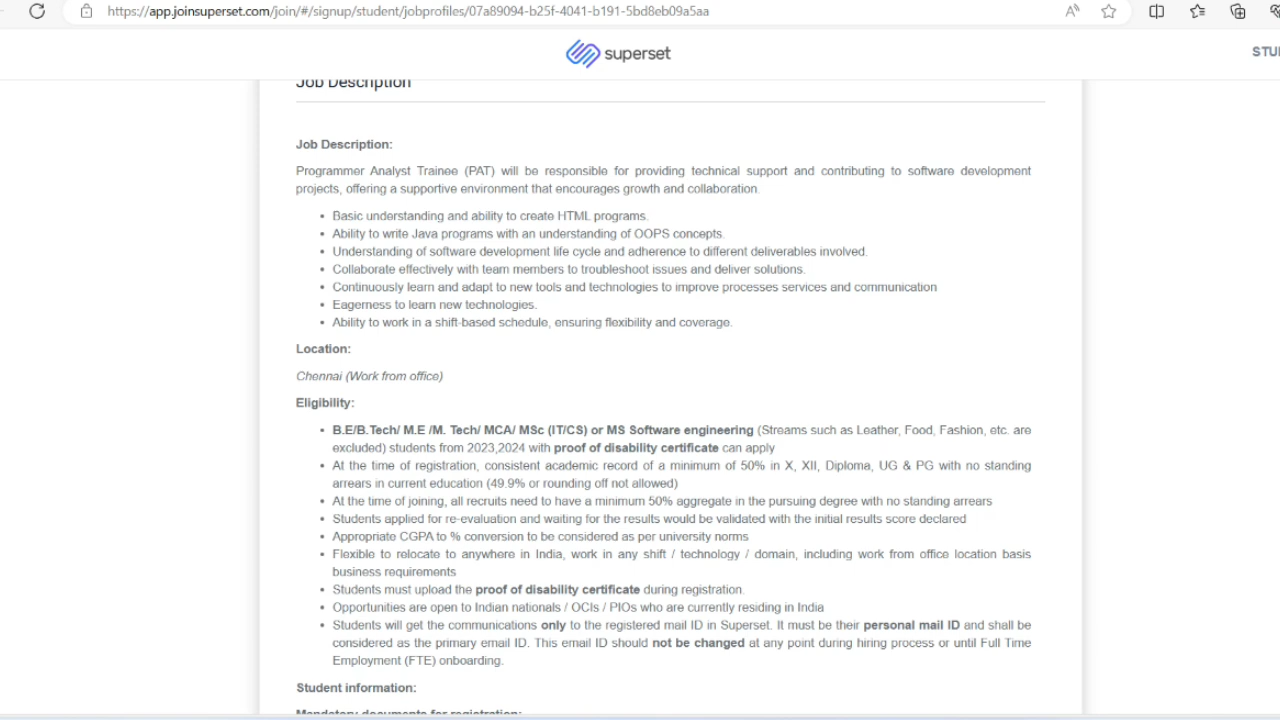 https://app.joinsuperset.com/join/#/signup/student/jobprofiles/07a89094-b25f-4041-b191-5bd8eb09a5aa
superset
STU
Job Description
Job Description:
Programmer Analyst Trainee (PAT) will be responsible for providing technical support and contributing to software development
projects, offering a supportive environment that encourages growth and collaboration.
• Basic understanding and ability to create HTML programs.
• Ability to write Java programs with an understanding of OOPS concepts.
• Understanding of software development life cycle and adherence to different deliverables involved.
• Collaborate effectively with team members to troubleshoot issues and deliver solutions.
• Continuously learn and adapt to new tools and technologies to improve processes services and communication
• Eagerness to learn new technologies.
• Ability to work in a shift-based schedule, ensuring flexibility and coverage.
Location:
Chennai (Work from office)
Eligibility:
• B.E/B.Tech/ M.E /M. Tech/ MCA/ MSc (IT/CS) or MS Software engineering (Streams such as Leather, Food, Fashion, etc. are
excluded) students from 2023,2024 with proof of disability certificate can apply
• At the time of registration, consistent academic record of a minimum of 50% in X, XII, Diploma, UG & PG with no standing
arrears in current education (49.9% or rounding off not allowed)
• At the time of joining, all recruits need to have a minimum 50% aggregate in the pursuing degree with no standing arrears
• Students applied for re-evaluation and waiting for the results would be validated with the initial results score declared
• Appropriate CGPA to % conversion to be considered as per university norms
• Flexible to relocate to anywhere in India, work in any shift / technology / domain, including work from office location basis
business requirements
• Students must upload the proof of disability certificate during registration.
• Opportunities are open to Indian nationals / OCIs / PIOs who are currently residing in India
• Students will get the communications only to the registered mail ID in Superset. It must be their personal mail ID and shall be
considered as the primary email ID. This email ID should not be changed at any point during hiring process or until Full Time
Employment (FTE) onboarding.
Student information:
Mandatory documents for registration: